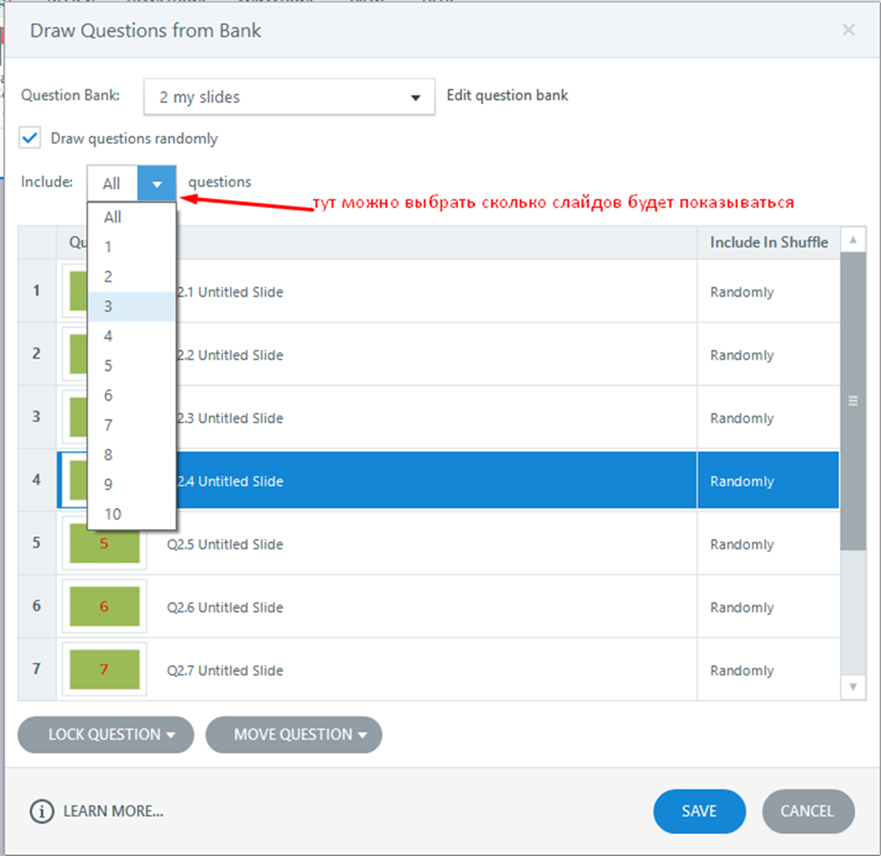 Draw Questions from Bank
Question Bank: 2 my slides Edit question bank
Draw questions randomly
Include: All questions
тут можно выбрать сколько слайдов будет показываться
All
1
2
3
4
5
6
7
8
9
10
Qu Include In Shuffle
1 2.1 Untitled Slide Randomly
2 2.2 Untitled Slide Randomly
3 2.3 Untitled Slide Randomly
4 2.4 Untitled Slide Randomly
5 5 Q2.5 Untitled Slide Randomly
6 6 Q2.6 Untitled Slide Randomly
7 7 Q2.7 Untitled Slide Randomly
LOCK QUESTION MOVE QUESTION
LEARN MORE... SAVE CANCEL